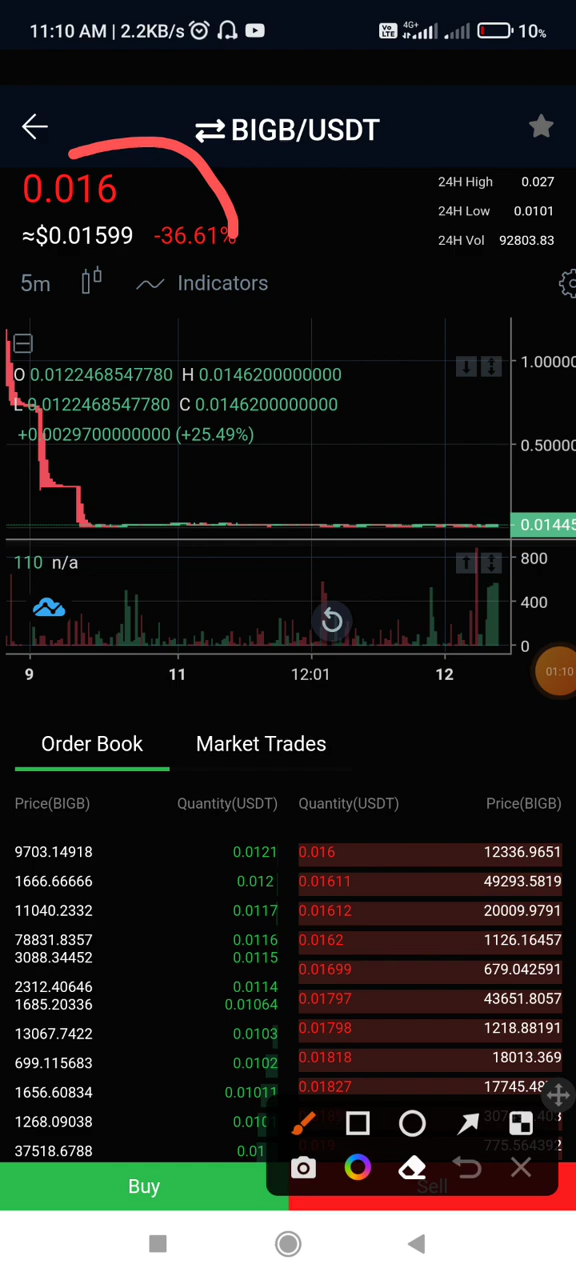 11:10 AM | 2.2KB/s
Vo LTE 4G+ 10%
BIGB/USDT
0.016
≈$0.01599 -36.61%
24H High 0.027
24H Low 0.0101
24H Vol 92803.83
5m Indicators
O 0.0122468547780 H 0.0146200000000
L 0.0122468547780 C 0.0146200000000
+0.0029700000000 (+25.49%)
1.00000
0.50000
0.01445
110 n/a
800
400
0
9 11 12:01 12
01:10
Order Book Market Trades
Price(BIGB) Quantity(USDT) Quantity(USDT) Price(BIGB)
9703.14918 0.0121 0.016 12336.9651
1666.66666 0.012 0.01611 49293.5819
11040.2332 0.0117 0.01612 20009.9791
78831.8357 0.0116 0.0162 1126.16457
3088.34452 0.0115 0.01699 679.042591
2312.40646 0.0114 0.01797 43651.8057
1685.20336 0.01064
13067.7422 0.0103 0.01798 1218.88191
699.115683 0.0102 0.01818 18013.369
1656.60834 0.01011 0.01827
1268.09038
37518.6788
Buy Sell